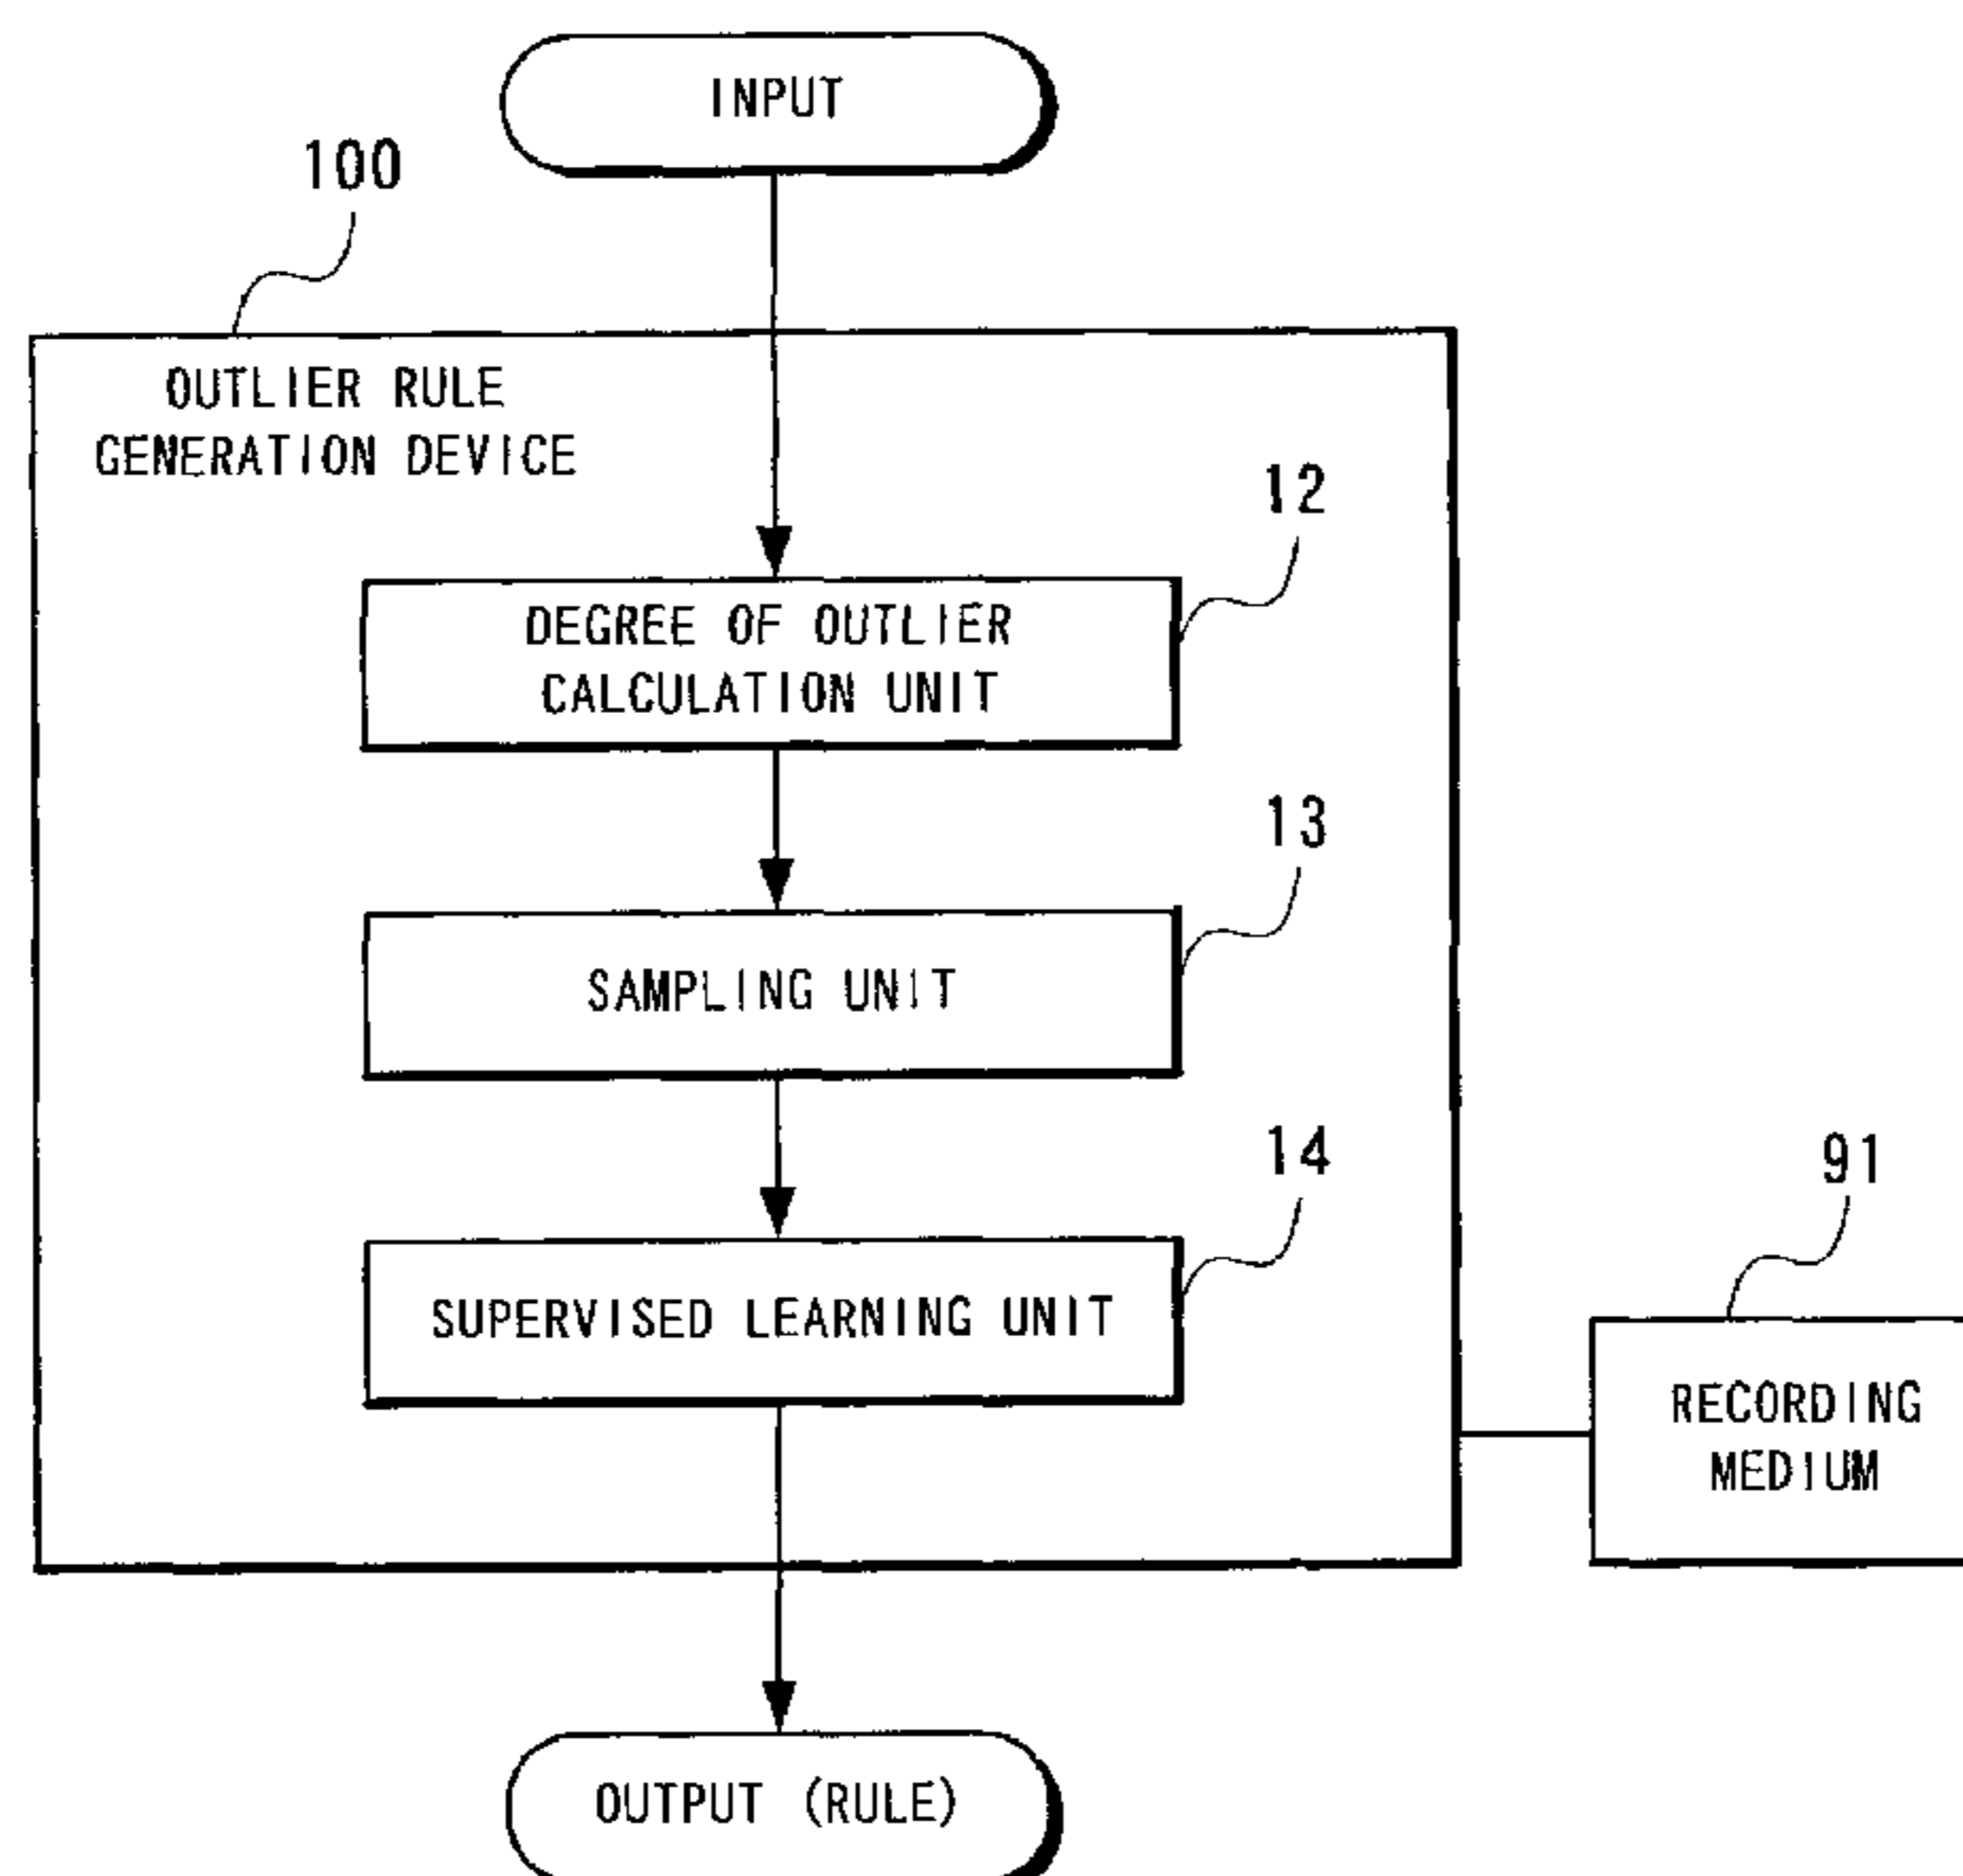 INPUT
100
OUTLIER RULE
GENERATION DEVICE
12
DEGREE OF OUTLIER
CALCULATION UNIT
13
SAMPLING UNIT
14
SUPERVISED LEARNING UNIT
91
RECORDING
MEDIUM
OUTPUT (RULE)